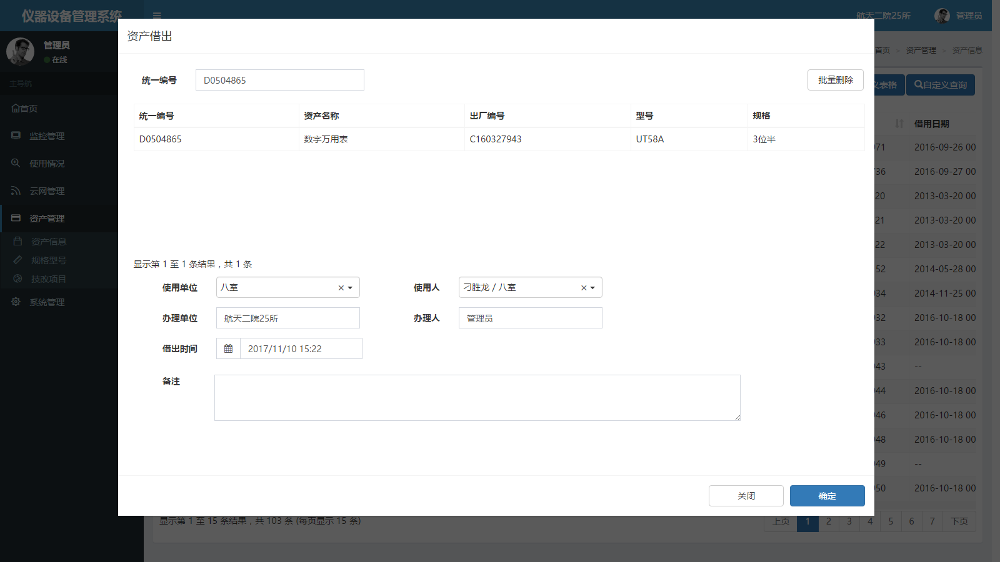 仪器设备管理系统
航天二院25所
管理员
管理员
在线
主导航
首页
监控管理
使用情况
云网管理
资产管理
资产信息
规格型号
技改项目
系统管理
首页 > 资产管理 > 资产信息
义表格
自定义查询
资产借出
统一编号
D0504865
批量删除
统一编号 资产名称 出厂编号 型号 规格
D0504865 数字万用表 C160327943 UT58A 3位半
显示第 1 至 1 条结果，共 1 条
使用单位 八室 × 使用人 刁胜龙 / 八室 ×
办理单位 航天二院25所 办理人 管理员
借出时间 2017/11/10 15:22
备注
关闭
确定
借用日期
971 2016-09-26 00
736 2016-09-27 00
20 2013-03-20 00
21 2013-03-20 00
22 2013-03-20 00
52 2014-05-28 00
934 2014-11-25 00
932 2016-10-18 00
933 2016-10-18 00
943 --
944 2016-10-18 00
946 2016-10-18 00
948 2016-10-18 00
949 --
950 2016-10-18 00
显示第 1 至 15 条结果，共 103 条 (每页显示 15 条)
上页 1 2 3 4 5 6 7 下页